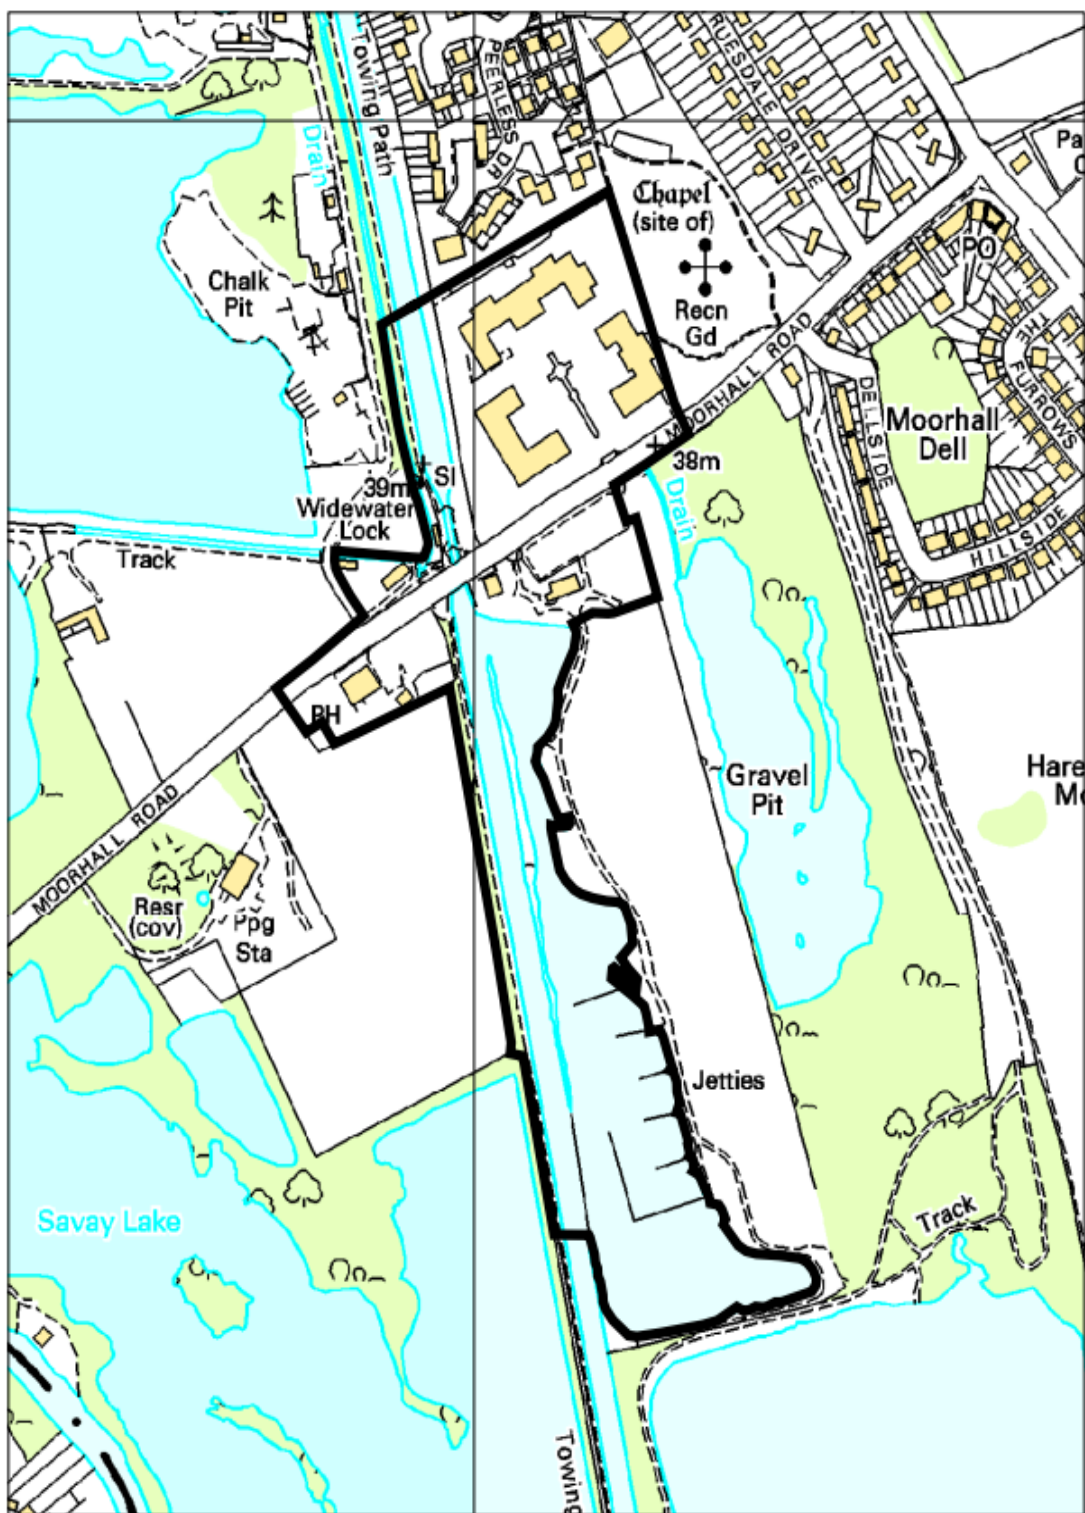 Towing Path
PEERLESS DR
RUESDALE DRIVE
Drain
Pa
C
Chapel
(site of)
PO
Chalk
Pit
Recn
Gd
THE
FURROWS
MOORHALL ROAD
DELLSIDE
Moorhall
Dell
38m
Sl
39m
Widewater
Lock
Drain
HILLSIDE
Track
PH
Gravel
Pit
Hare
Mo
MOORHALL ROAD
Resr
(cov)
Ppg
Sta
Jetties
Savay Lake
Track
Towing